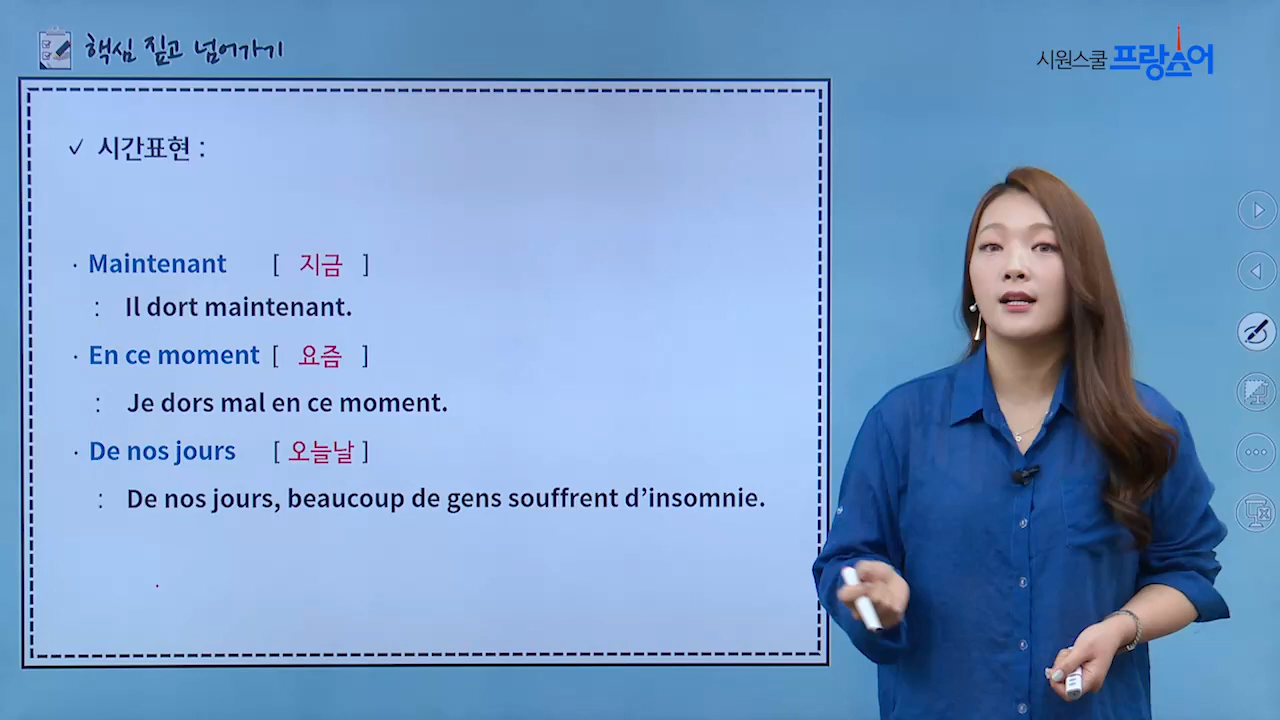 핵심 짚고 넘어가기
시원스쿨 프랑스어
✓ 시간표현 :
· Maintenant [ 지금 ]
: Il dort maintenant.
· En ce moment [ 요즘 ]
: Je dors mal en ce moment.
· De nos jours [ 오늘날 ]
: De nos jours, beaucoup de gens souffrent d’insomnie.